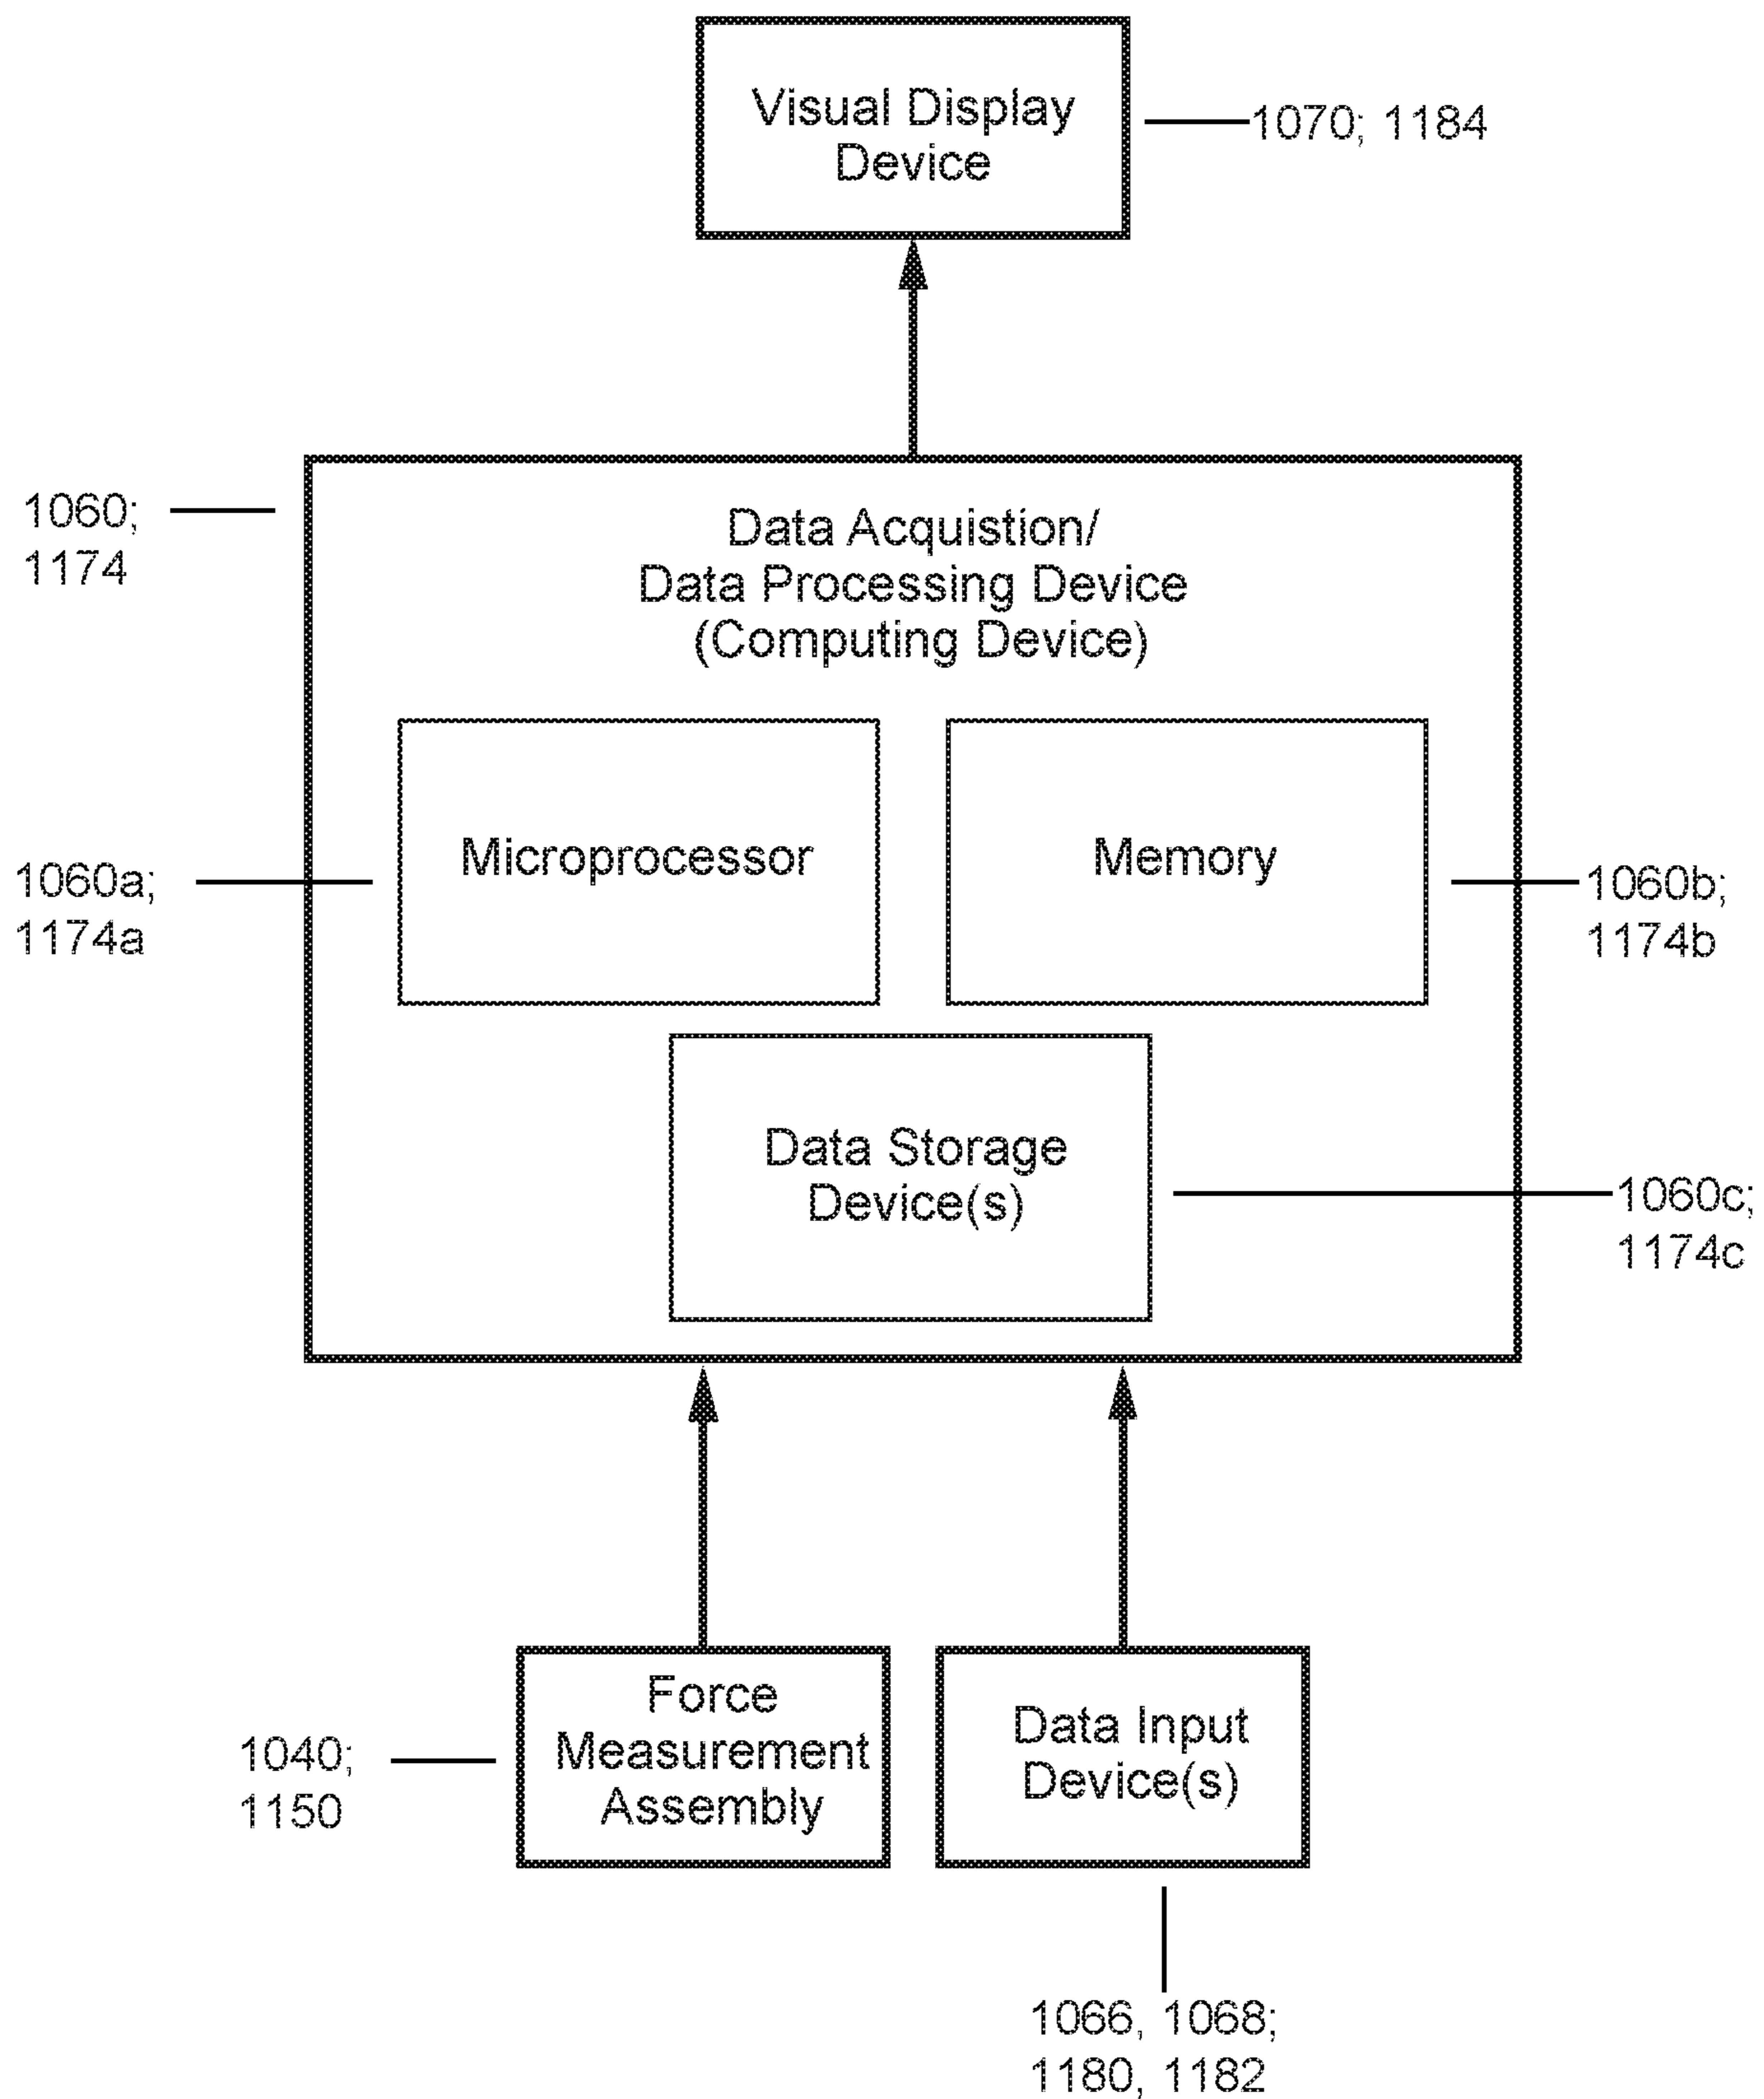 Visual Display
Device
1070; 1184
1060;
1174
Data Acquistion/
Data Processing Device
(Computing Device)
Microprocessor
Memory
1060a;
1174a
1060b;
1174b
Data Storage
Device(s)
1060c;
1174c
Force
Measurement
Assembly
1040;
1150
Data Input
Device(s)
1066, 1068;
1180, 1182